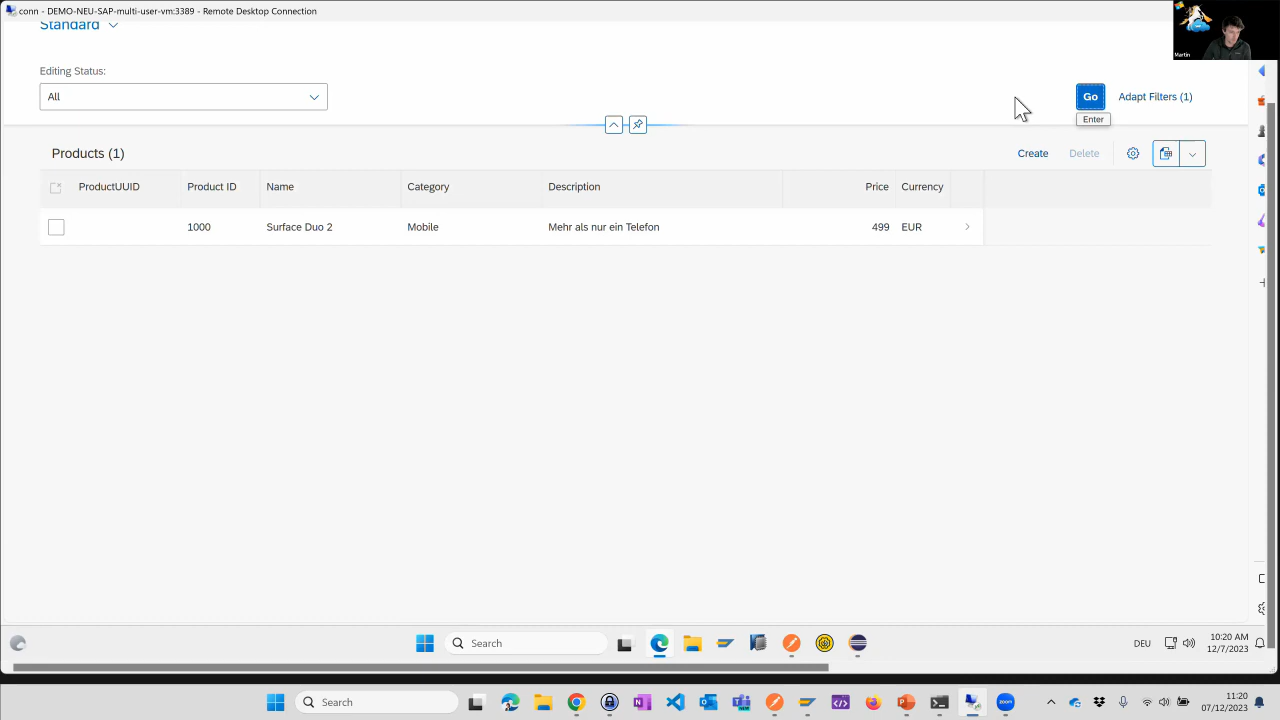 conn - DEMO-NEU-SAP-multi-user-vm:3389 - Remote Desktop Connection
Martin
Standard
Editing Status:
All
Go
Adapt Filters (1)
Enter
Products (1)
Create
Delete
ProductUUID
Product ID
Name
Category
Description
Price
Currency
1000
Surface Duo 2
Mobile
Mehr als nur ein Telefon
499
EUR
Search
DEU
10:20 AM
12/7/2023
Search
11:20
07/12/2023
zoom